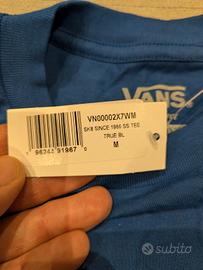 VANS
VN00002X7WM
SK8 SINCE 1966 SS TEE
TRUE BL
M
subito